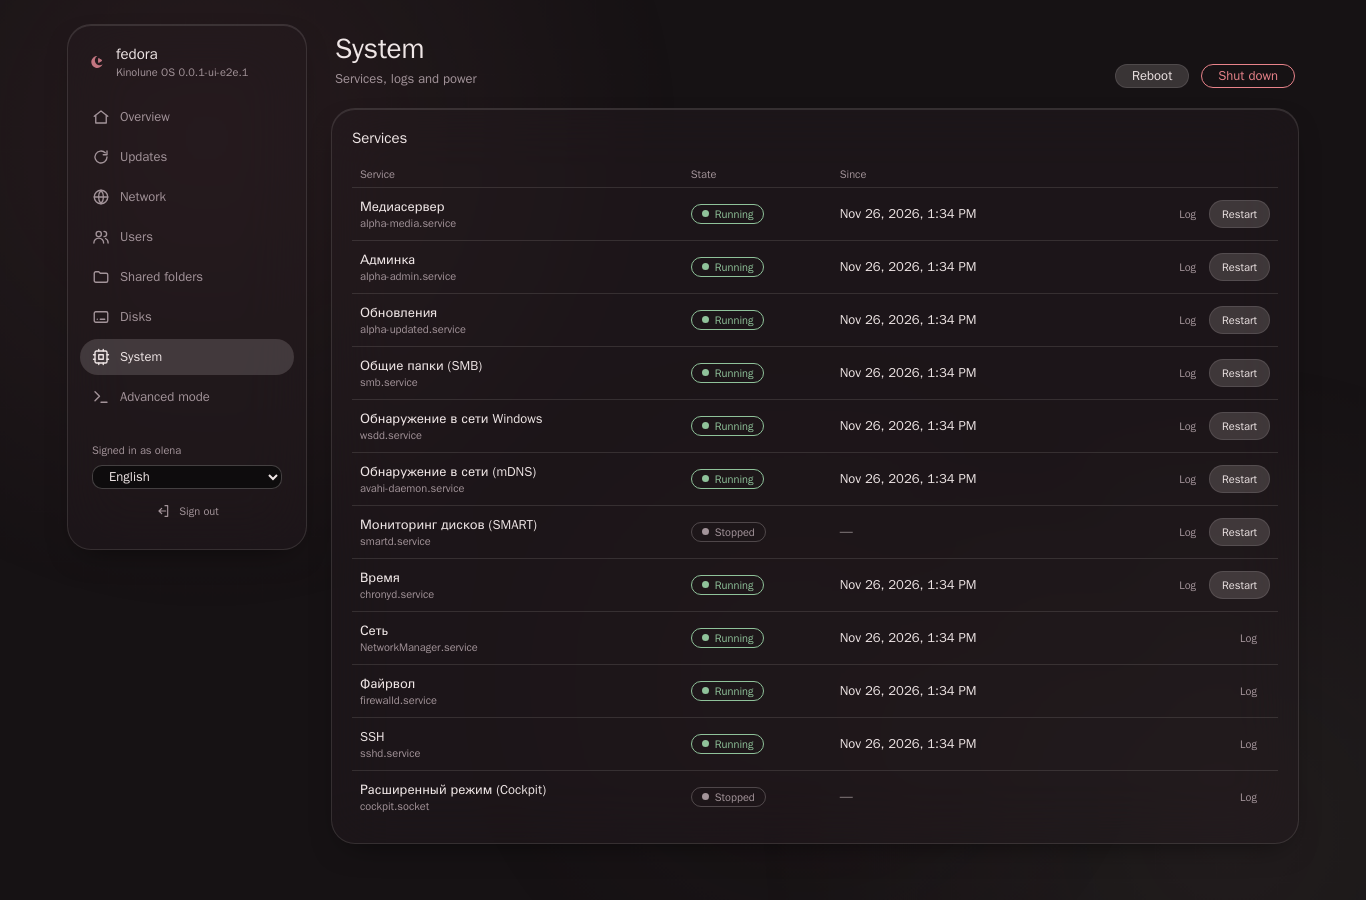 fedora
Kinolune OS 0.0.1-ui-e2e.1
Overview
Updates
Network
Users
Shared folders
Disks
System
Advanced mode
Signed in as olena
English
Sign out
System
Services, logs and power
Reboot
Shut down
Services
Service State Since
Медиасервер
alpha-media.service
Running Nov 26, 2026, 1:34 PM Log Restart
Админка
alpha-admin.service
Running Nov 26, 2026, 1:34 PM Log Restart
Обновления
alpha-updated.service
Running Nov 26, 2026, 1:34 PM Log Restart
Общие папки (SMB)
smb.service
Running Nov 26, 2026, 1:34 PM Log Restart
Обнаружение в сети Windows
wsdd.service
Running Nov 26, 2026, 1:34 PM Log Restart
Обнаружение в сети (mDNS)
avahi-daemon.service
Running Nov 26, 2026, 1:34 PM Log Restart
Мониторинг дисков (SMART)
smartd.service
Stopped — Log Restart
Время
chronyd.service
Running Nov 26, 2026, 1:34 PM Log Restart
Сеть
NetworkManager.service
Running Nov 26, 2026, 1:34 PM Log
Файрвол
firewalld.service
Running Nov 26, 2026, 1:34 PM Log
SSH
sshd.service
Running Nov 26, 2026, 1:34 PM Log
Расширенный режим (Cockpit)
cockpit.socket
Stopped — Log